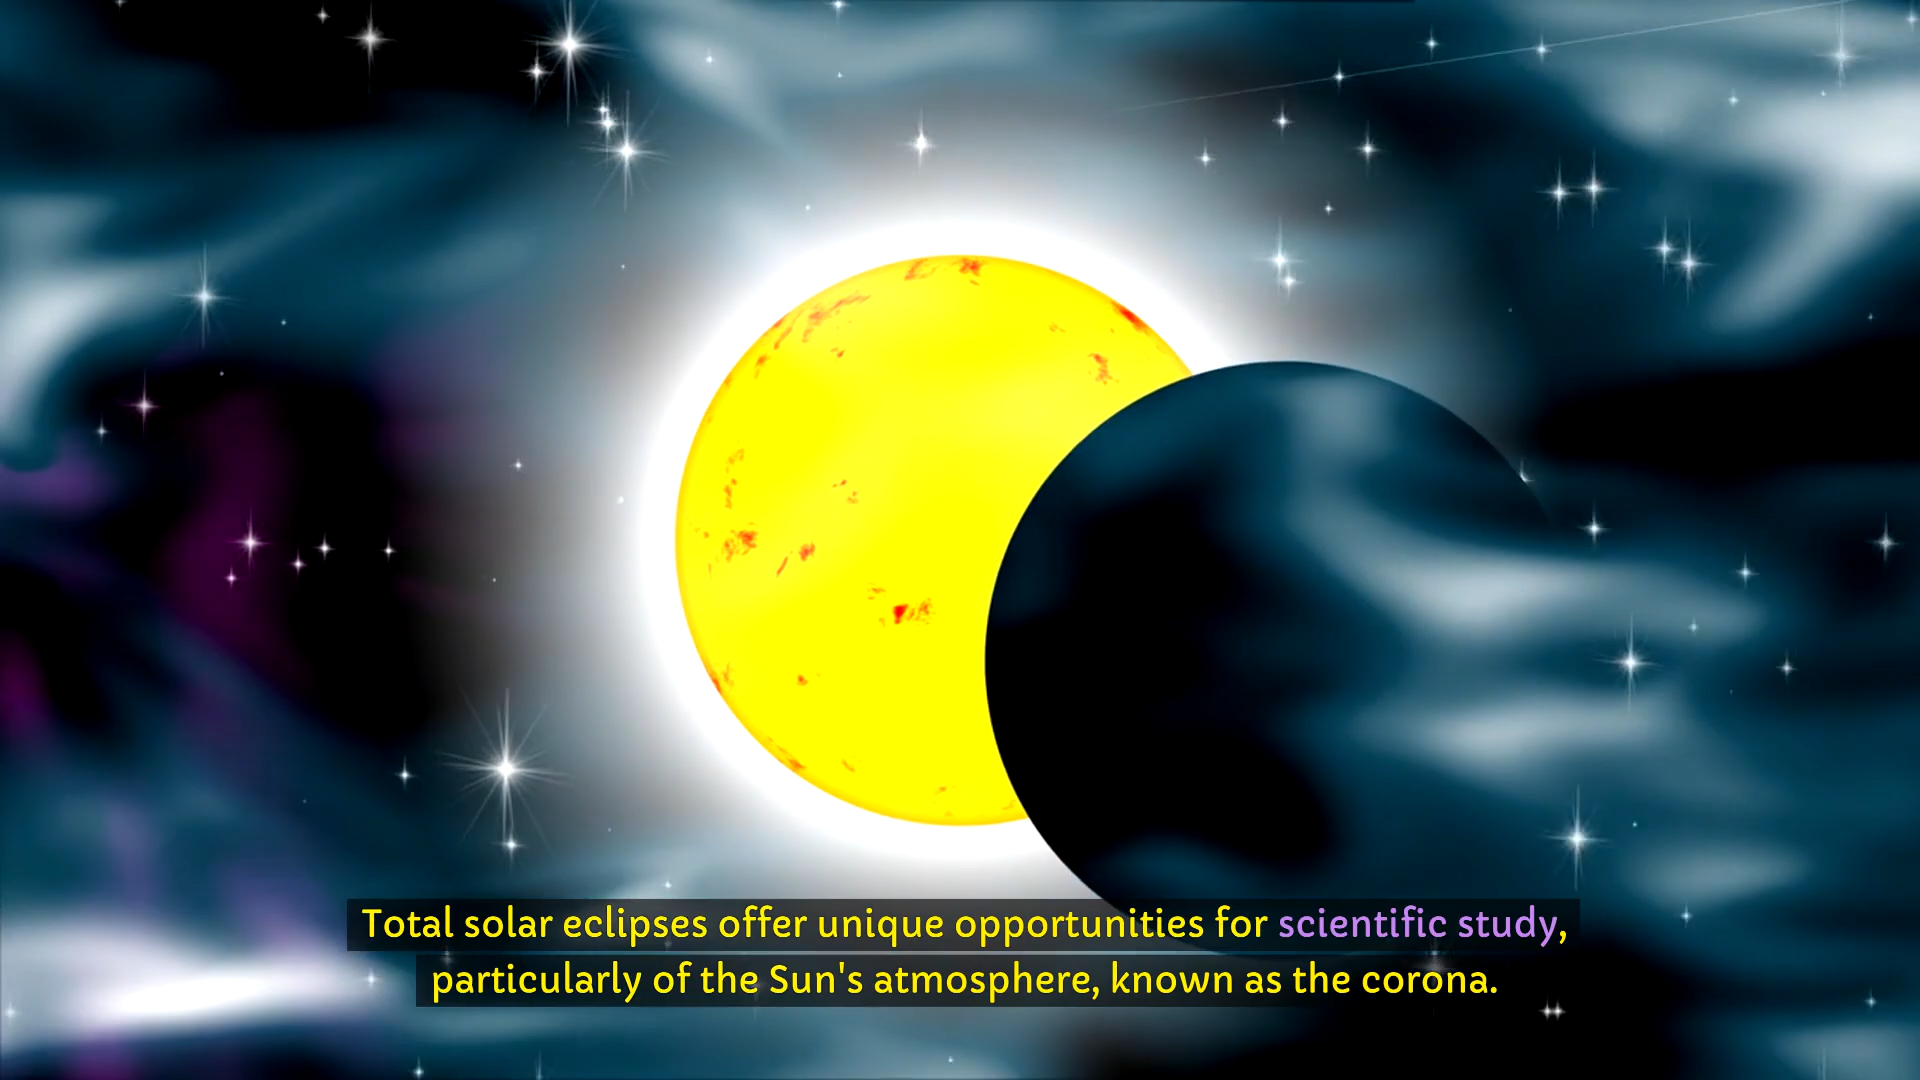 Total solar eclipses offer unique opportunities for scientific study,
particularly of the Sun's atmosphere, known as the corona.